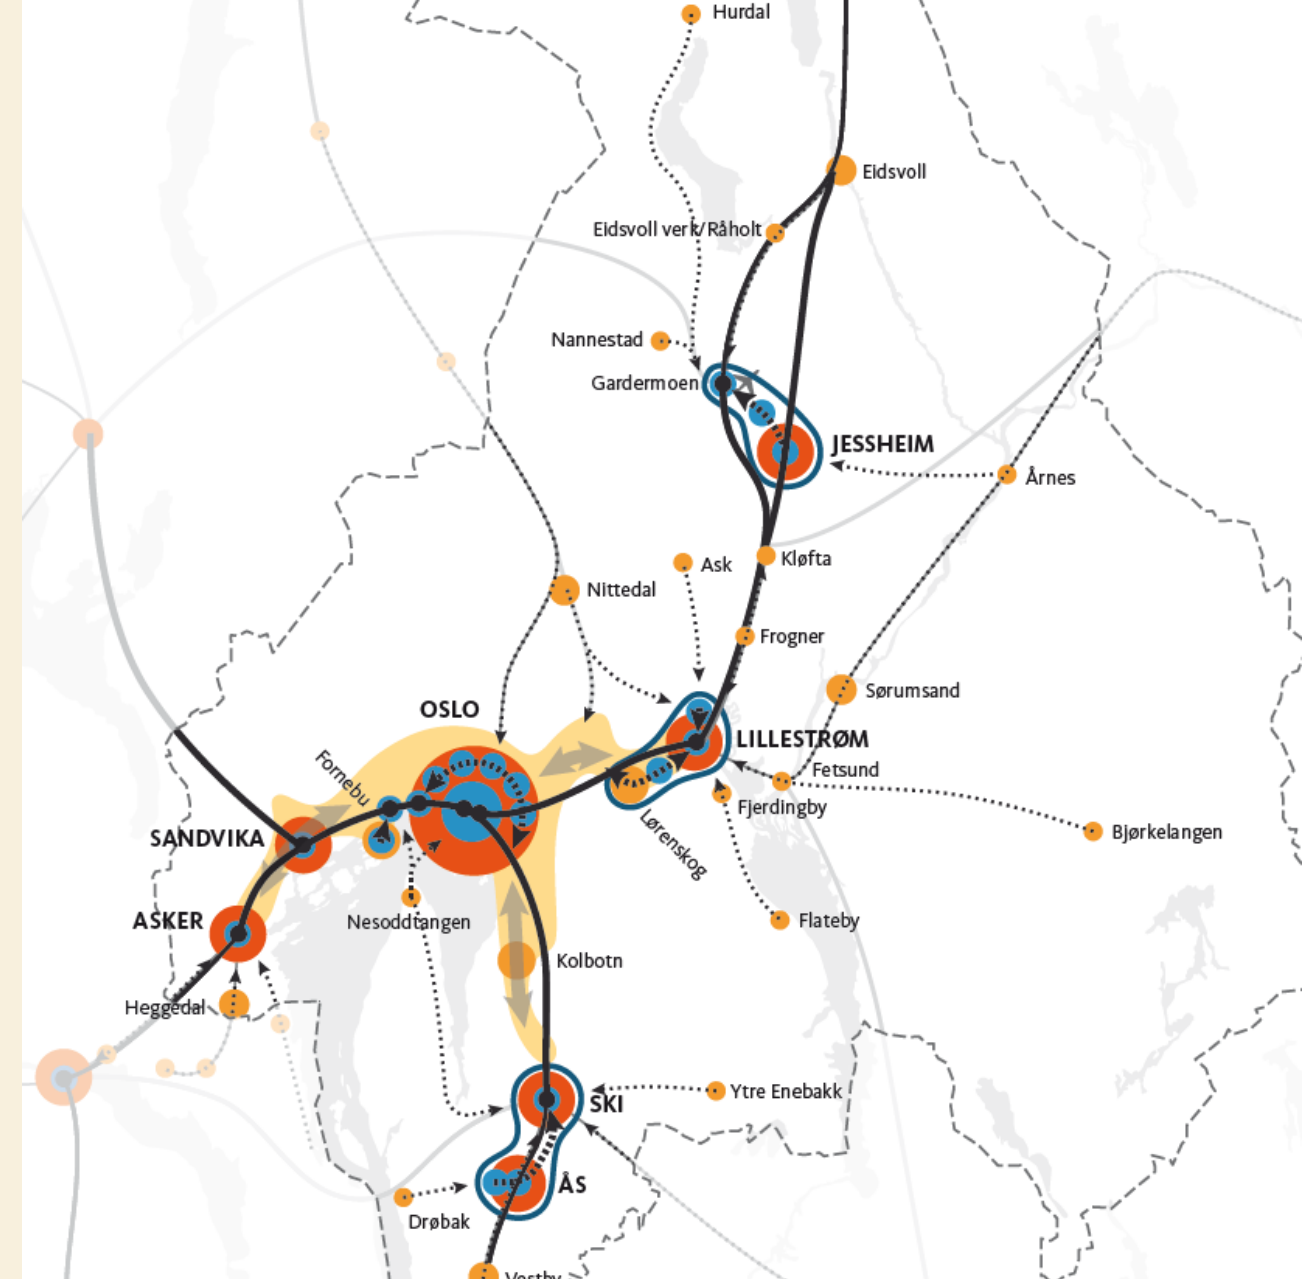 Hurdal
Eidsvoll
Eidsvoll verk/Råholt
Nannestad
Gardermoen
JESSHEIM
Årnes
Kløfta
Ask
Nittedal
Frogner
Sørumsand
OSLO
LILLESTRØM
Fornebu
Fetsund
Fjerdingby
Lørenskog
Bjørkelangen
SANDVIKA
ASKER
Nesoddtangen
Flateby
Kolbotn
Heggedal
Ytre Enebakk
SKI
ÅS
Drøbak
Vestby